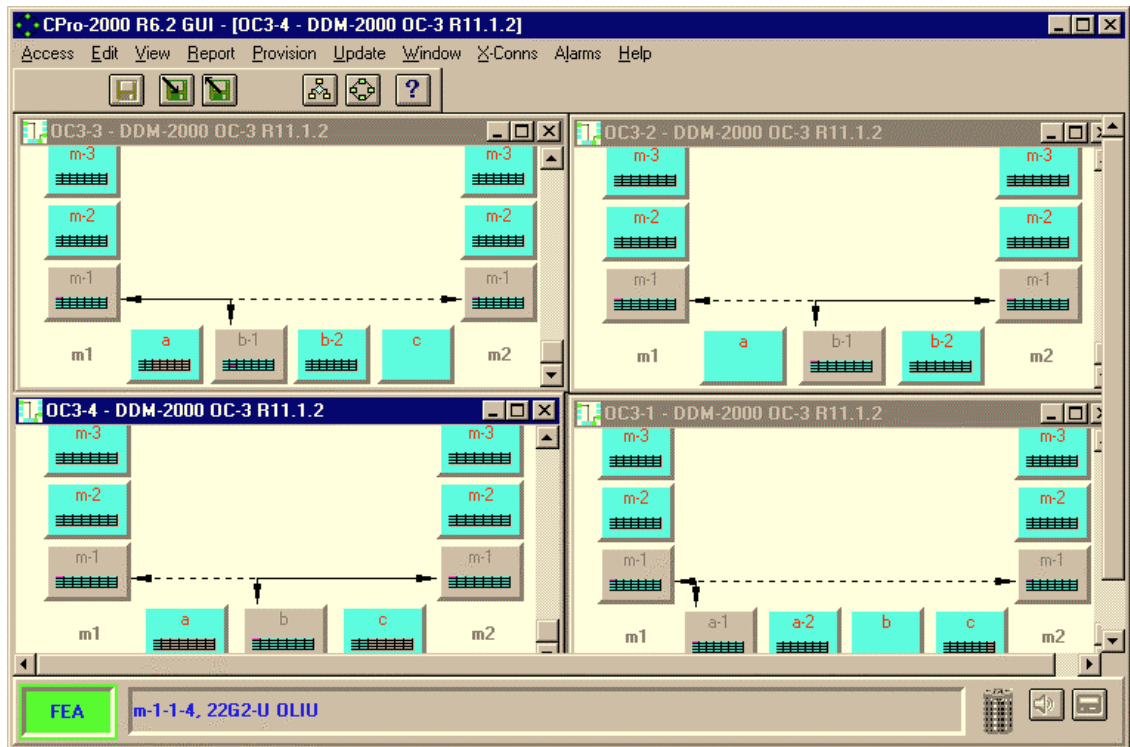 CPro-2000 R6.2 GUI - [OC3-4 - DDM-2000 OC-3 R11.1.2]
Access Edit View Report Provision Update Window X-Conns Alarms Help
?
OC3-3 - DDM-2000 OC-3 R11.1.2
m-3 m-3
m-2 m-2
m-1 m-1
m1 a b-1 b-2 c m2
OC3-2 - DDM-2000 OC-3 R11.1.2
m-3 m-3
m-2 m-2
m-1 m-1
m1 a b-1 b-2 m2
OC3-4 - DDM-2000 OC-3 R11.1.2
m-3 m-3
m-2 m-2
m-1 m-1
m1 a b c m2
OC3-1 - DDM-2000 OC-3 R11.1.2
m-3 m-3
m-2 m-2
m-1 m-1
m1 a-1 a-2 b c m2
FEA m-1-1-4, 22G2-U OLIU